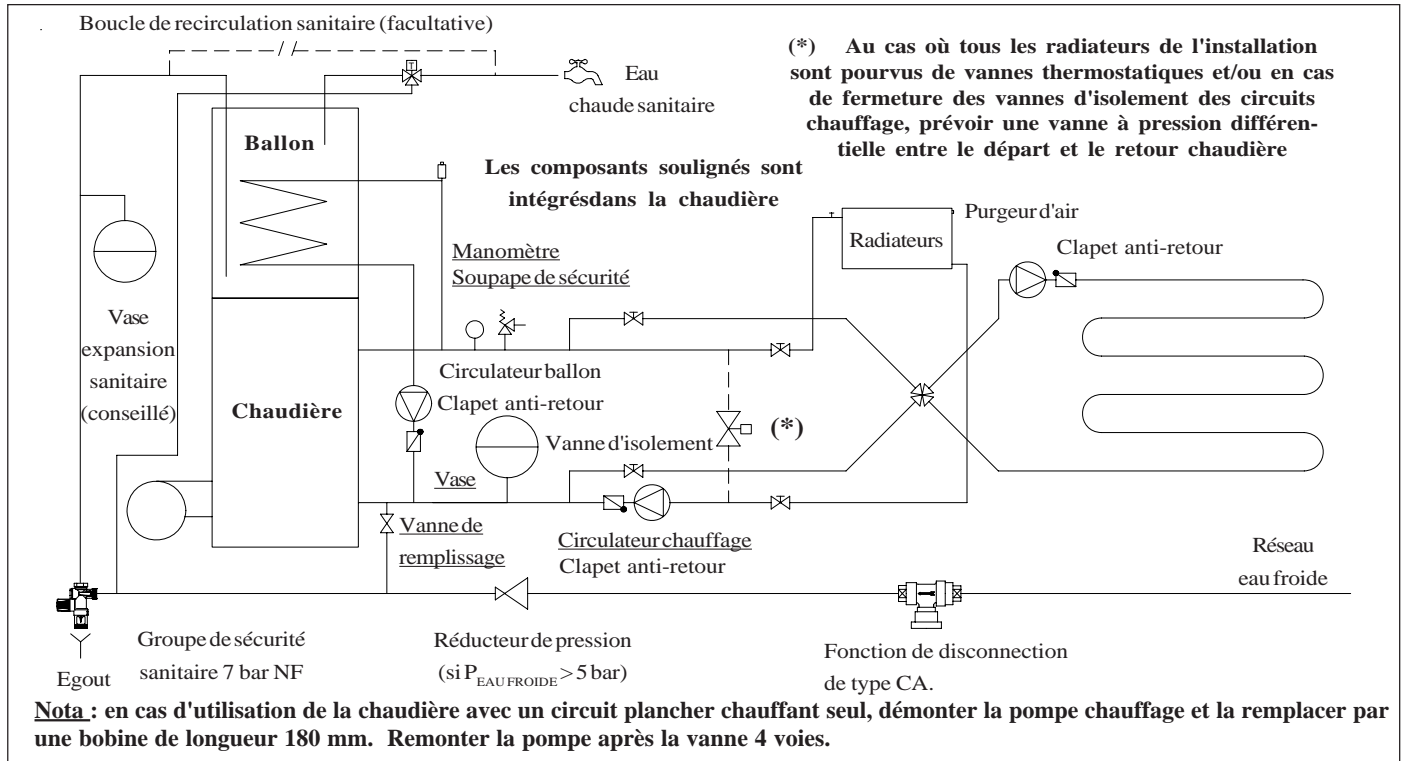 Boucle de recirculation sanitaire (facultative)
(*) Au cas où tous les radiateurs de l'installation
sont pourvus de vannes thermostatiques et/ou en cas
de fermeture des vannes d'isolement des circuits
chauffage, prévoir une vanne à pression différen-
tielle entre le départ et le retour chaudière
Eau
chaude sanitaire
Ballon
Les composants soulignés sont
intégrésdans la chaudière
Purgeur d'air
Radiateurs
Clapet anti-retour
Manomètre
Soupape de sécurité
Vase
expansion
sanitaire
(conseillé)
Circulateur ballon
Clapet anti-retour
Chaudière
(*)
Vanne d'isolement
Vase
Vanne de
remplissage
Circulateur chauffage
Clapet anti-retour
Réseau
eau froide
Groupe de sécurité
sanitaire 7 bar NF
Egout
Réducteur de pression
(si P EAU FROIDE > 5 bar)
Fonction de disconnection
de type CA.
Nota : en cas d'utilisation de la chaudière avec un circuit plancher chauffant seul, démonter la pompe chauffage et la remplacer par
une bobine de longueur 180 mm. Remonter la pompe après la vanne 4 voies.